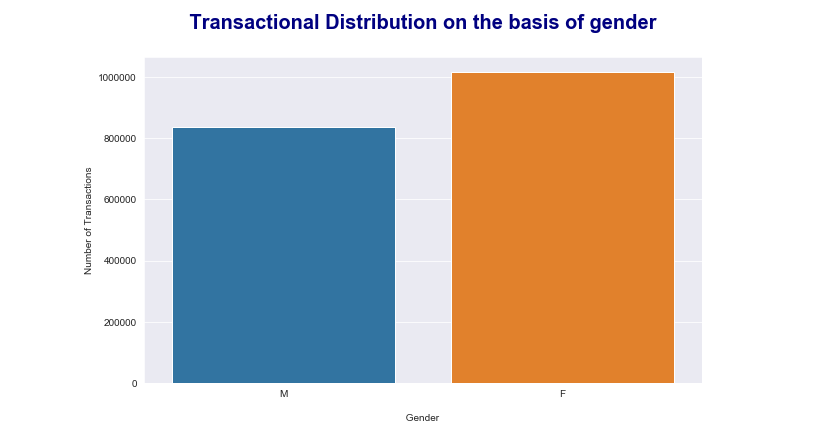 Transactional Distribution on the basis of gender
1000000
800000
600000
400000
200000
0
Number of Transactions
M
F
Gender